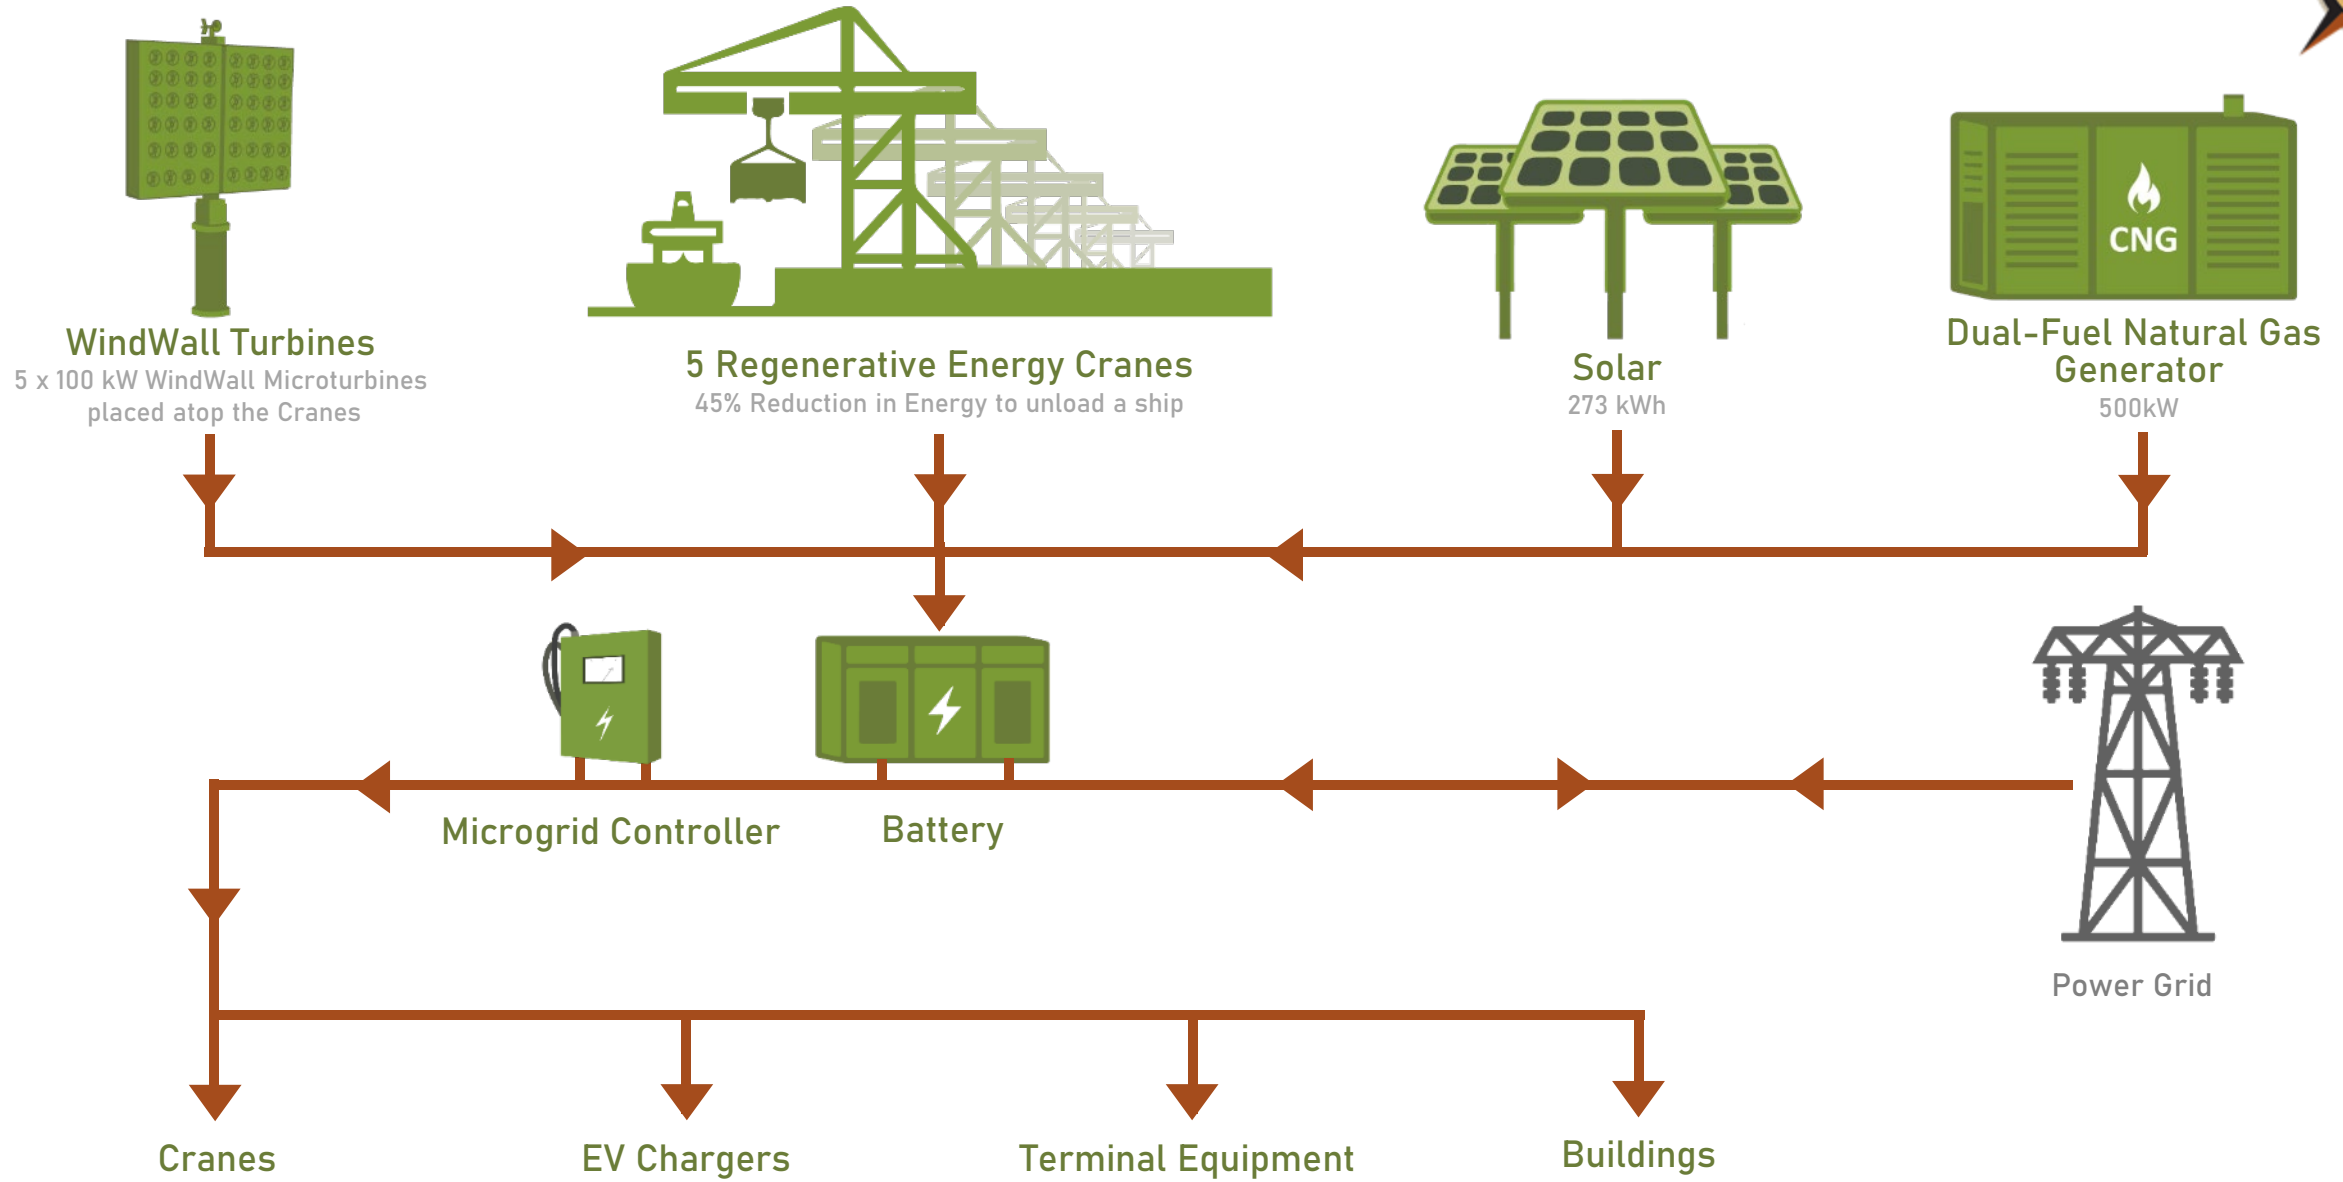 CNG
WindWall Turbines
5 x 100 kW WindWall Microturbines
placed atop the Cranes
5 Regenerative Energy Cranes
45% Reduction in Energy to unload a ship
Solar
273 kWh
Dual-Fuel Natural Gas
Generator
500kW
Microgrid Controller
Battery
Power Grid
Cranes
EV Chargers
Terminal Equipment
Buildings